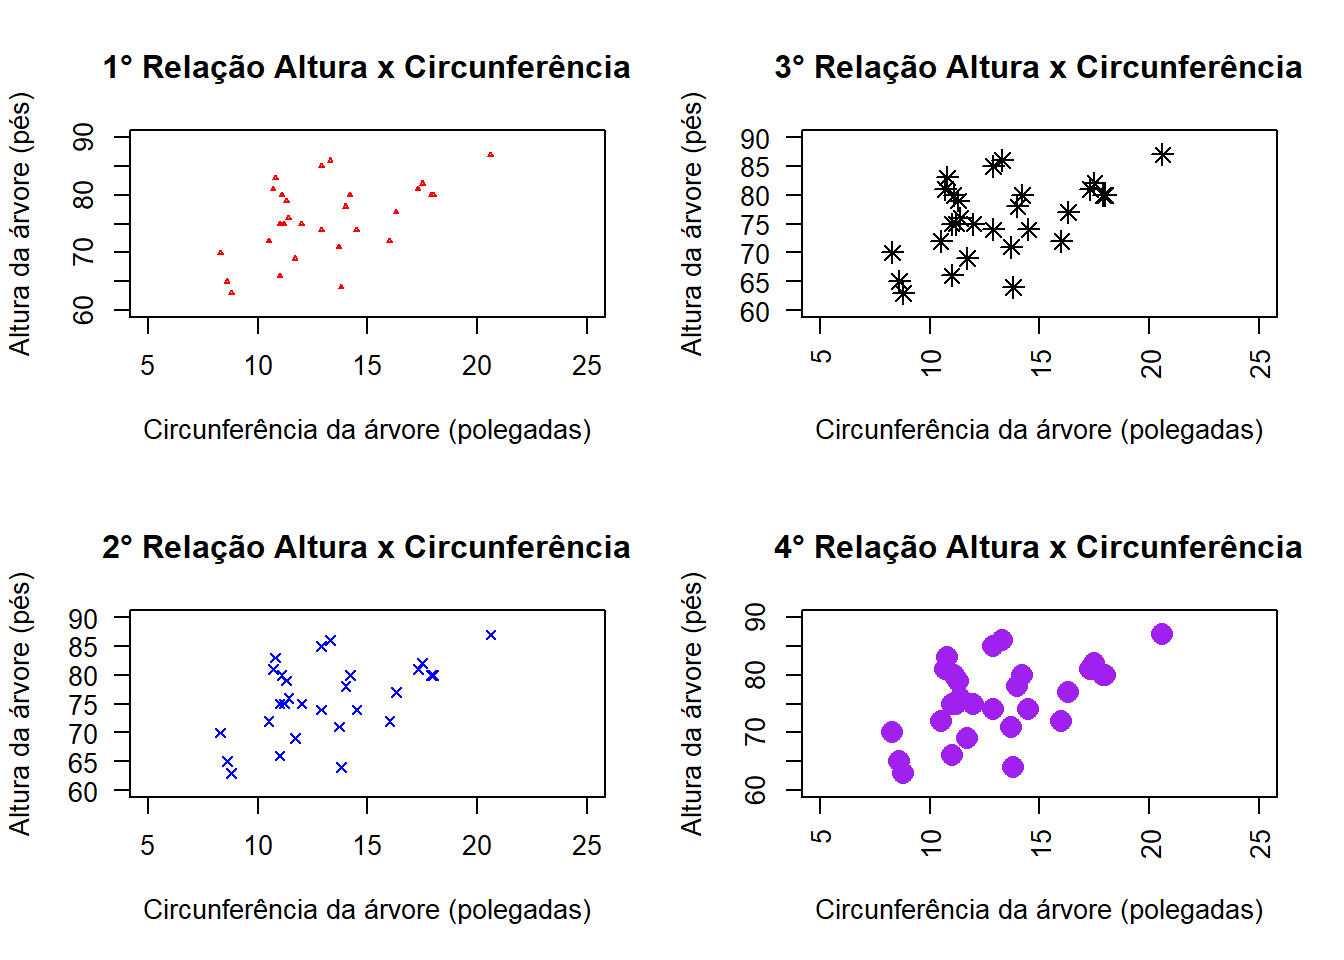 1° Relação Altura x Circunferência
Altura da árvore (pés)
90
80
70
60
5 10 15 20 25
Circunferência da árvore (polegadas)
3° Relação Altura x Circunferência
Altura da árvore (pés)
90
85
80
75
70
65
60
5 10 15 20 25
Circunferência da árvore (polegadas)
2° Relação Altura x Circunferência
Altura da árvore (pés)
90
85
80
75
70
65
60
5 10 15 20 25
Circunferência da árvore (polegadas)
4° Relação Altura x Circunferência
Altura da árvore (pés)
90
80
70
60
5 10 15 20 25
Circunferência da árvore (polegadas)